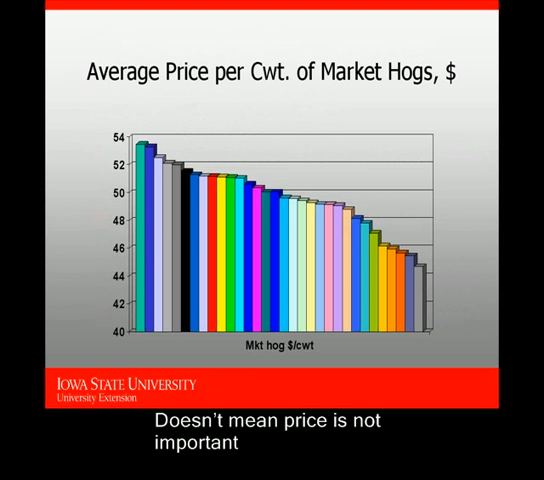 Average Price per Cwt. of Market Hogs, $
54
52
50
48
46
44
42
40
Mkt hog $/cwt
IOWA STATE UNIVERSITY
University Extension
Doesn't mean price is not
important